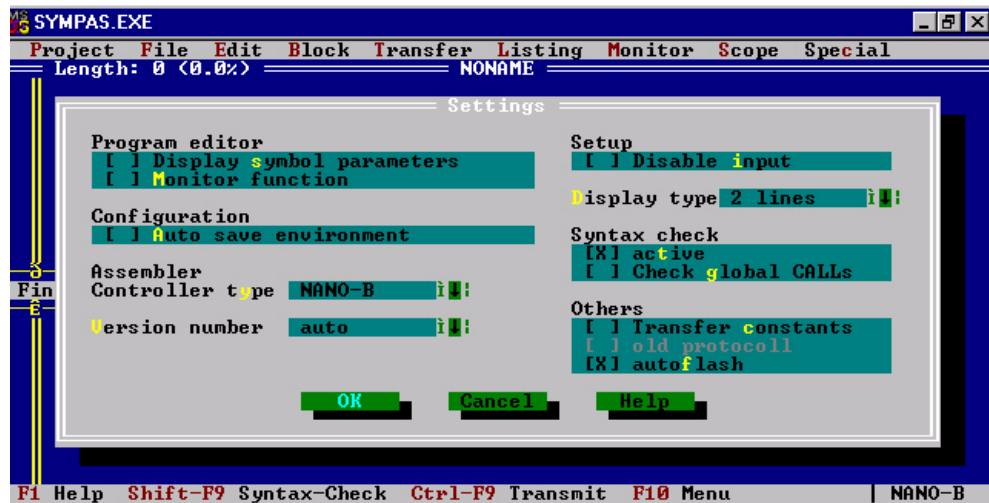 SYMPAS.EXE
Project File Edit Block Transfer Listing Monitor Scope Special
Length: 0 (0.0%) NONAME
Settings
Program editor
[ ] Display symbol parameters
[ ] Monitor function
Configuration
[ ] Auto save environment
Assembler
Controller type NANO-B
Version number auto
Setup
[ ] Disable input
Display type 2 lines
Syntax check
[X] active
[ ] Check global CALLs
Others
[ ] Transfer constants
[ ] old protocoll
[X] autoflash
OK Cancel Help
Fin
F1 Help Shift-F9 Syntax-Check Ctrl-F9 Transmit F10 Menu NANO-B